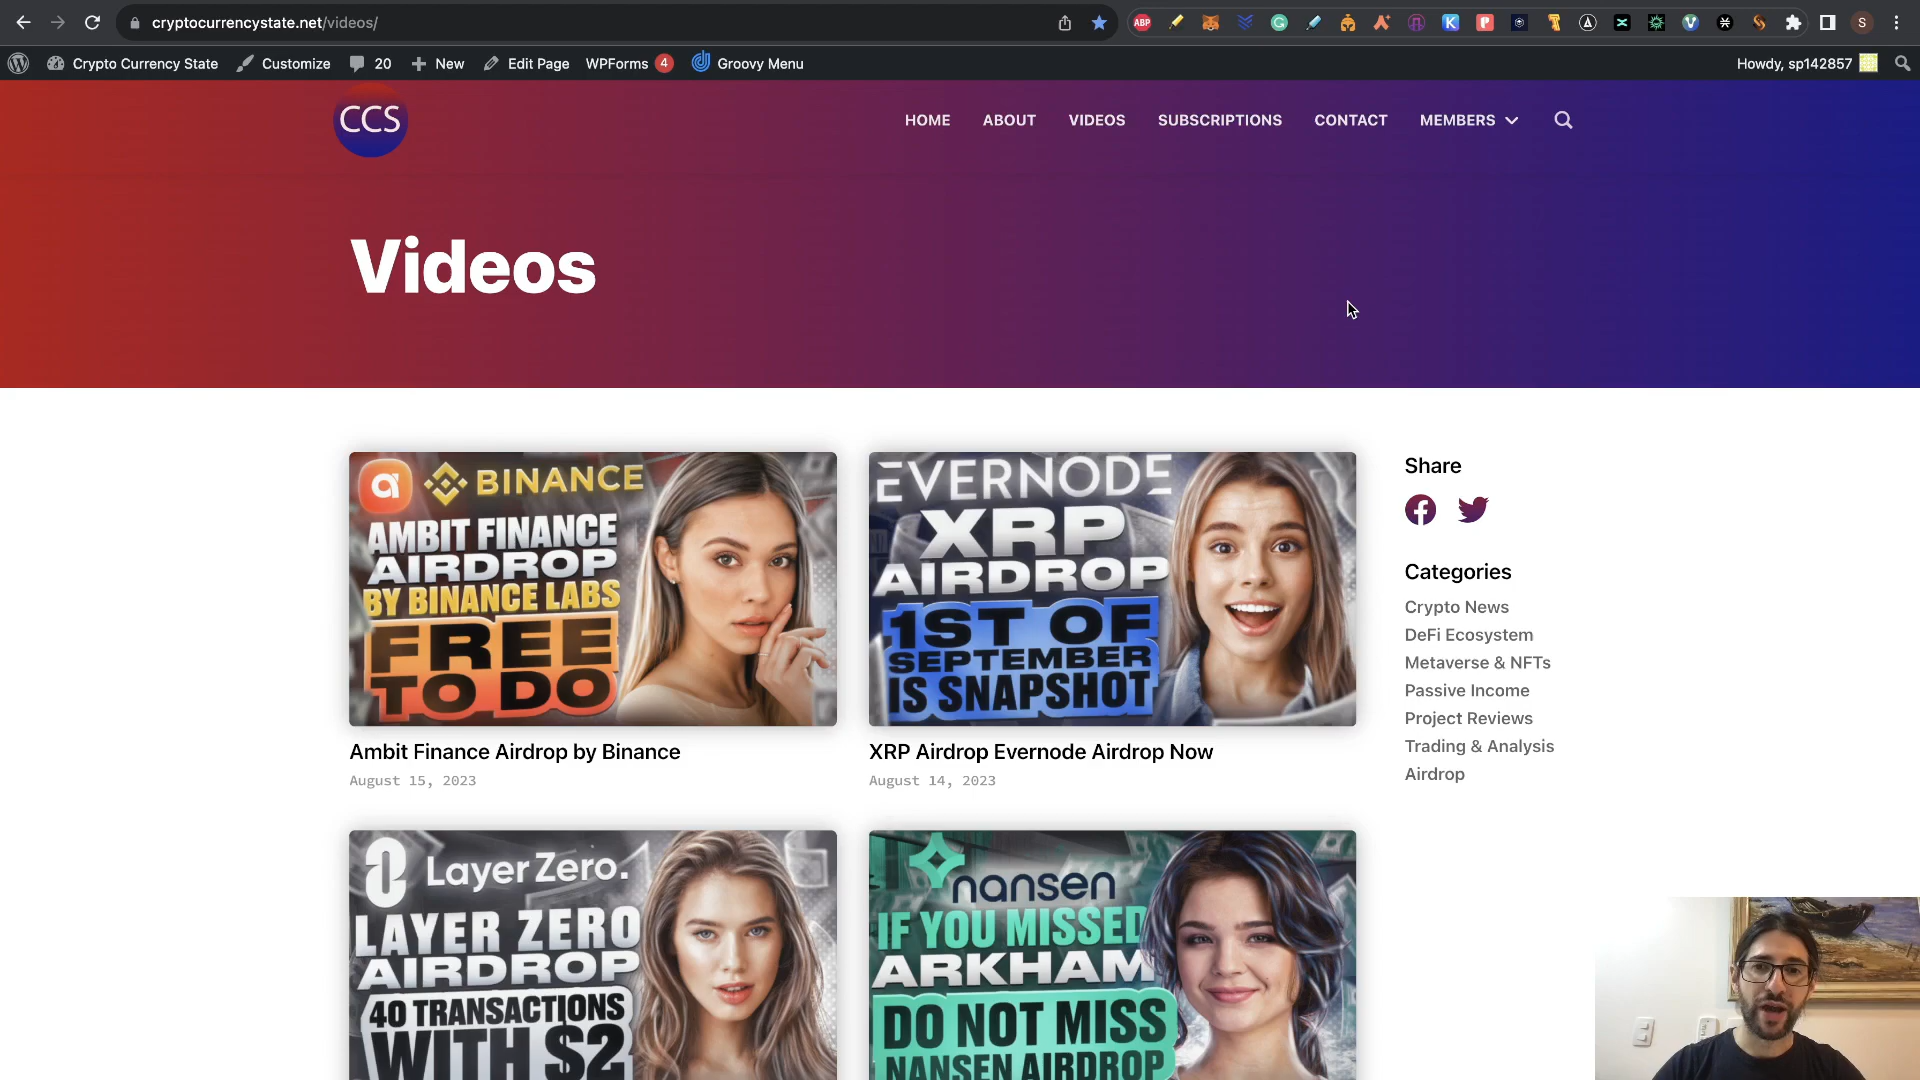 cryptocurrencystate.net/videos/
ABP
K
P
S
Crypto Currency State
Customize
20
New
Edit Page
WPForms 4
Groovy Menu
Howdy, sp142857
CCS
HOME
ABOUT
VIDEOS
SUBSCRIPTIONS
CONTACT
MEMBERS
Videos
a BINANCE
AMBIT FINANCE
AIRDROP
BY BINANCE LABS
FREE
TO DO
Ambit Finance Airdrop by Binance
August 15, 2023
EVERNODE
XRP
AIRDROP
1ST OF
SEPTEMBER
IS SNAPSHOT
XRP Airdrop Evernode Airdrop Now
August 14, 2023
Share
Categories
Crypto News
DeFi Ecosystem
Metaverse & NFTs
Passive Income
Project Reviews
Trading & Analysis
Airdrop
LayerZero.
LAYER ZERO
AIRDROP
40 TRANSACTIONS
WITH $2
nansen
IF YOU MISSED
ARKHAM
DO NOT MISS
NANSEN AIRDROP